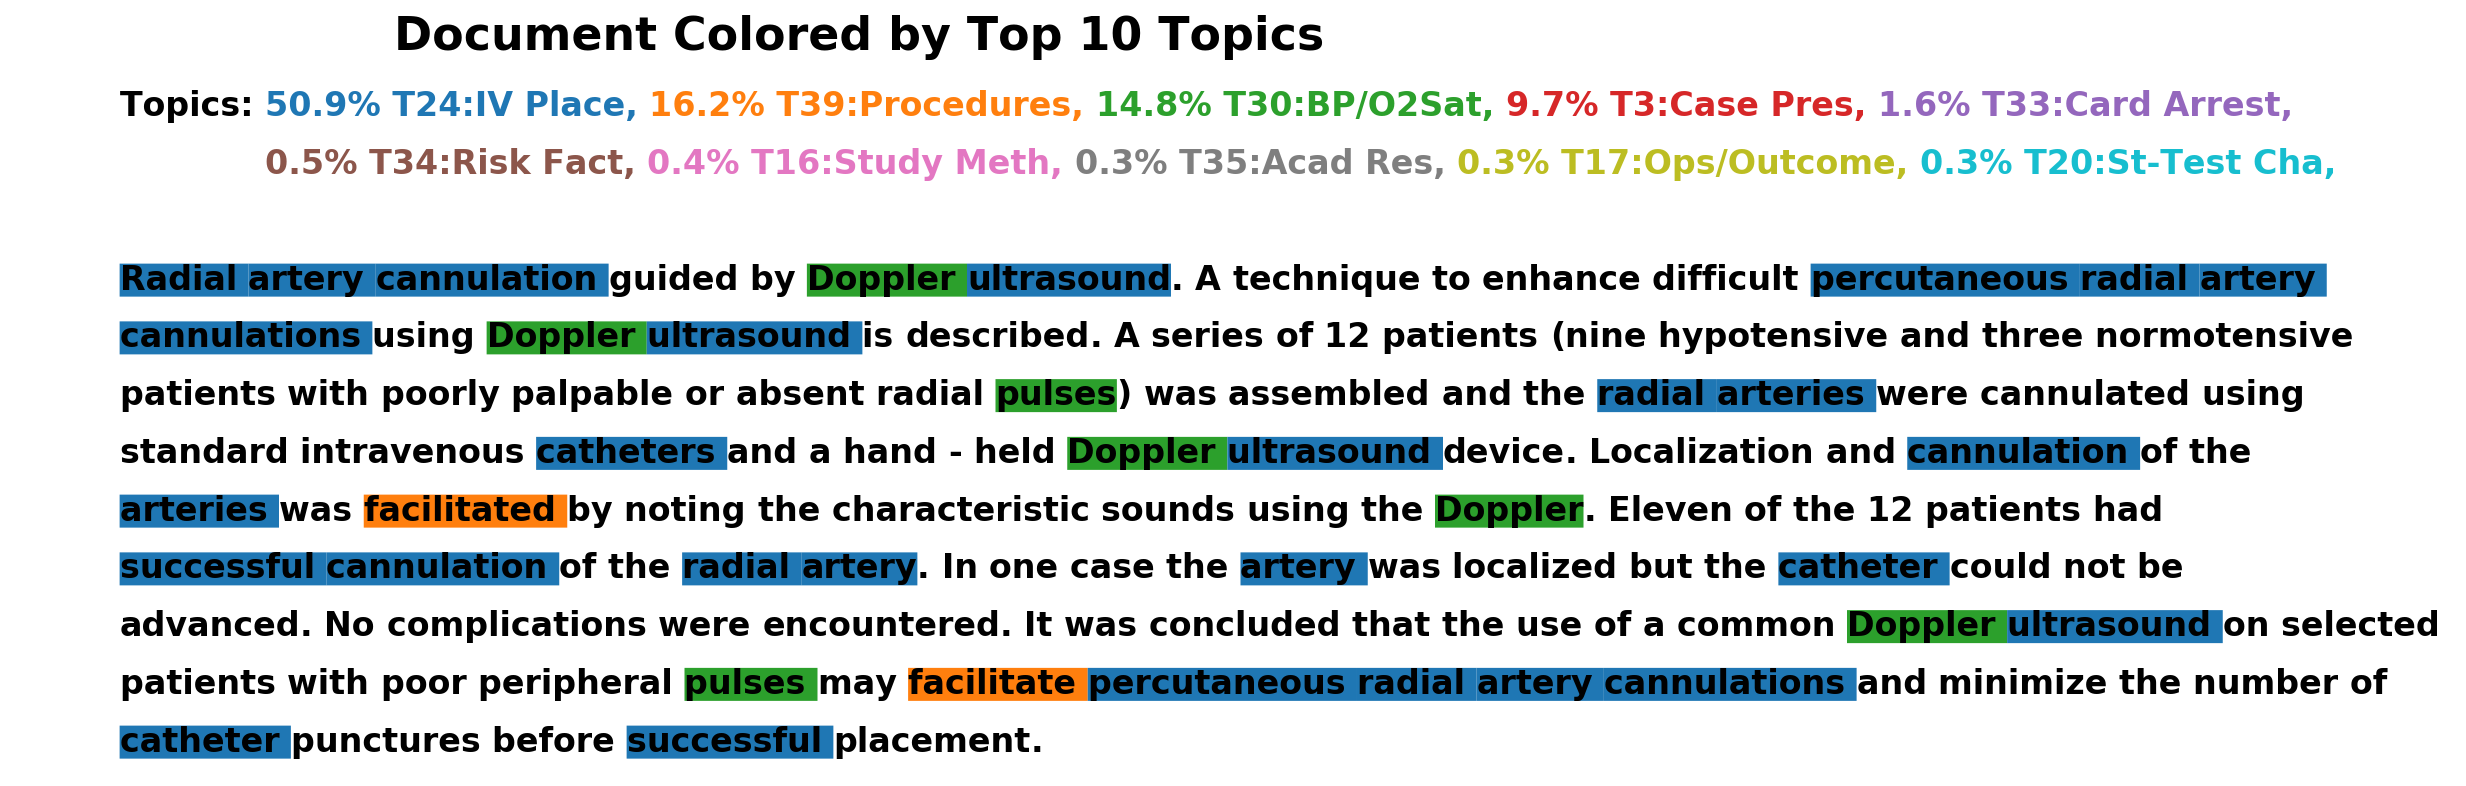 Document Colored by Top 10 Topics
Topics: 50.9% T24:IV Place, 16.2% T39:Procedures, 14.8% T30:BP/O2Sat, 9.7% T3:Case Pres, 1.6% T33:Card Arrest,
0.5% T34:Risk Fact, 0.4% T16:Study Meth, 0.3% T35:Acad Res, 0.3% T17:Ops/Outcome, 0.3% T20:St-Test Cha,
Radial artery cannulation guided by Doppler ultrasound. A technique to enhance difficult percutaneous radial artery
cannulations using Doppler ultrasound is described. A series of 12 patients (nine hypotensive and three normotensive
patients with poorly palpable or absent radial pulses) was assembled and the radial arteries were cannulated using
standard intravenous catheters and a hand - held Doppler ultrasound device. Localization and cannulation of the
arteries was facilitated by noting the characteristic sounds using the Doppler. Eleven of the 12 patients had
successful cannulation of the radial artery. In one case the artery was localized but the catheter could not be
advanced. No complications were encountered. It was concluded that the use of a common Doppler ultrasound on selected
patients with poor peripheral pulses may facilitate percutaneous radial artery cannulations and minimize the number of
catheter punctures before successful placement.